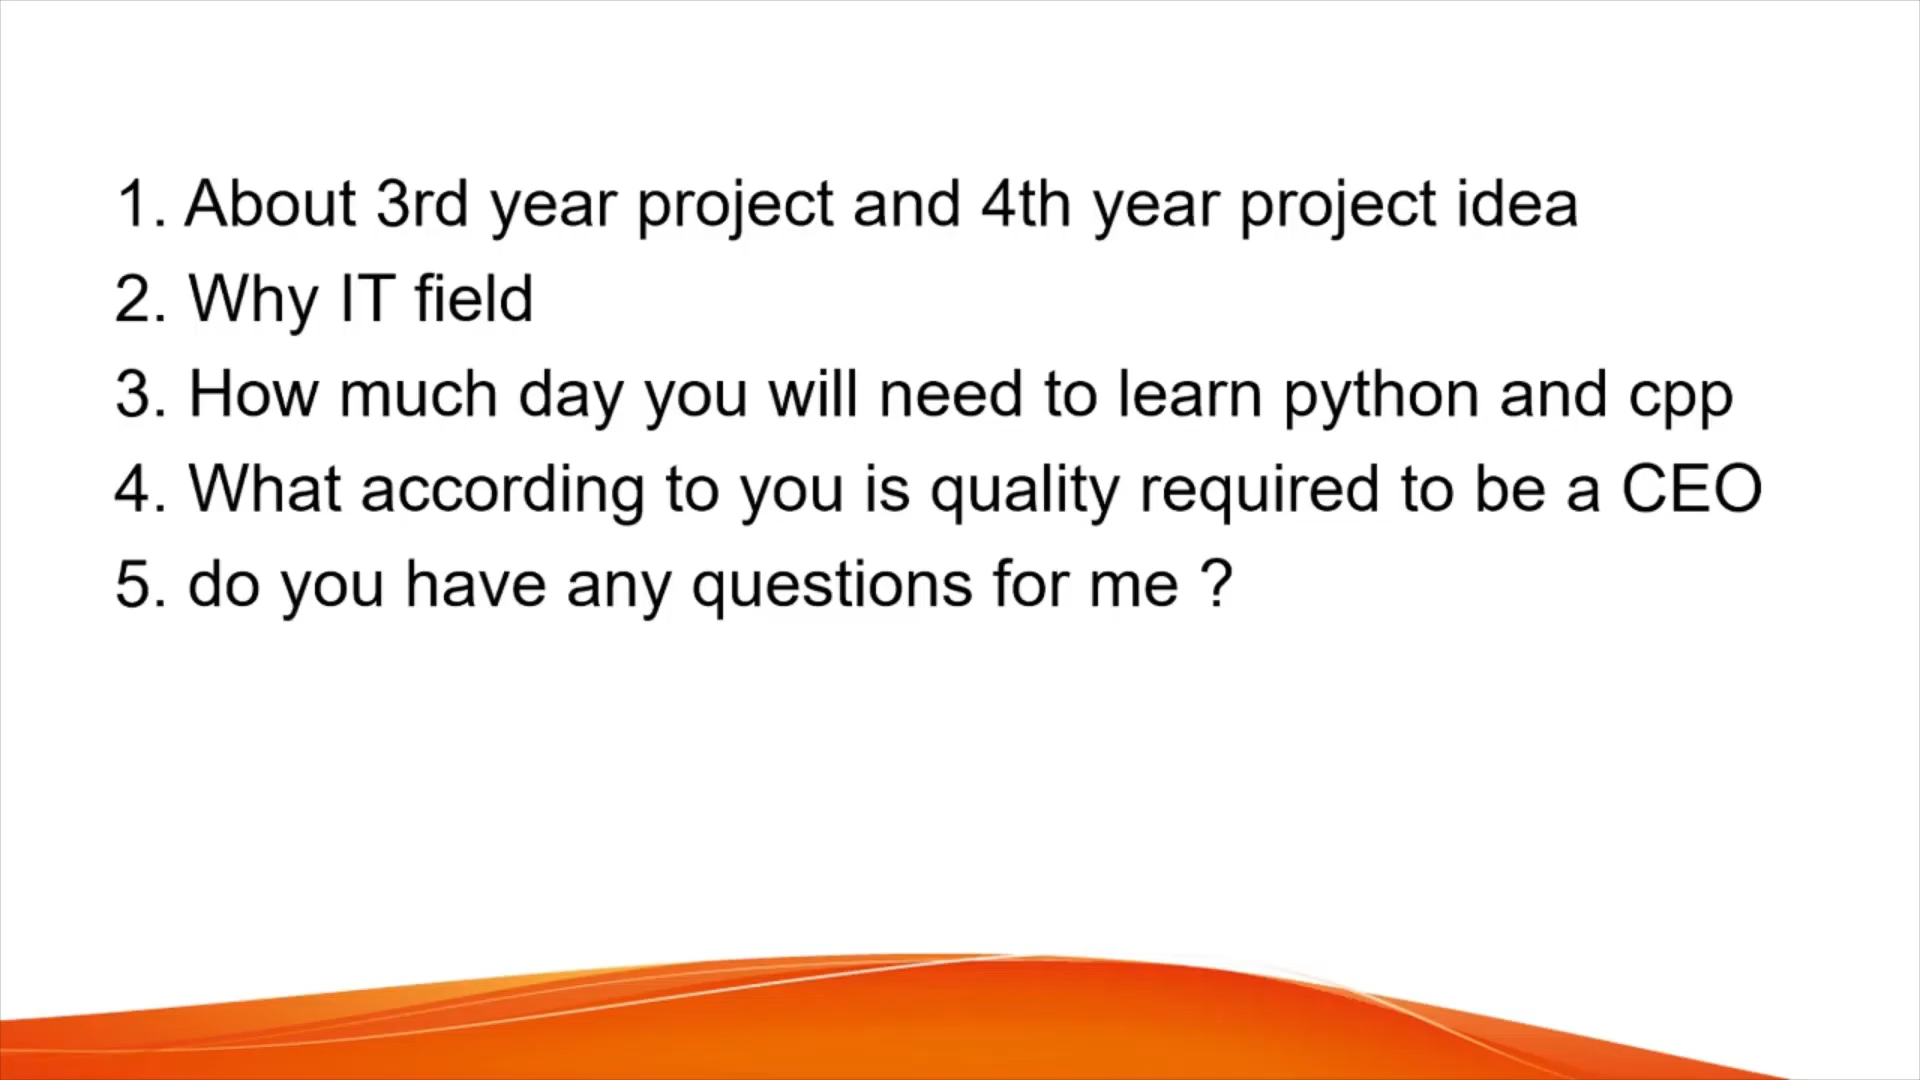 1. About 3rd year project and 4th year project idea
2. Why IT field
3. How much day you will need to learn python and cpp
4. What according to you is quality required to be a CEO
5. do you have any questions for me ?